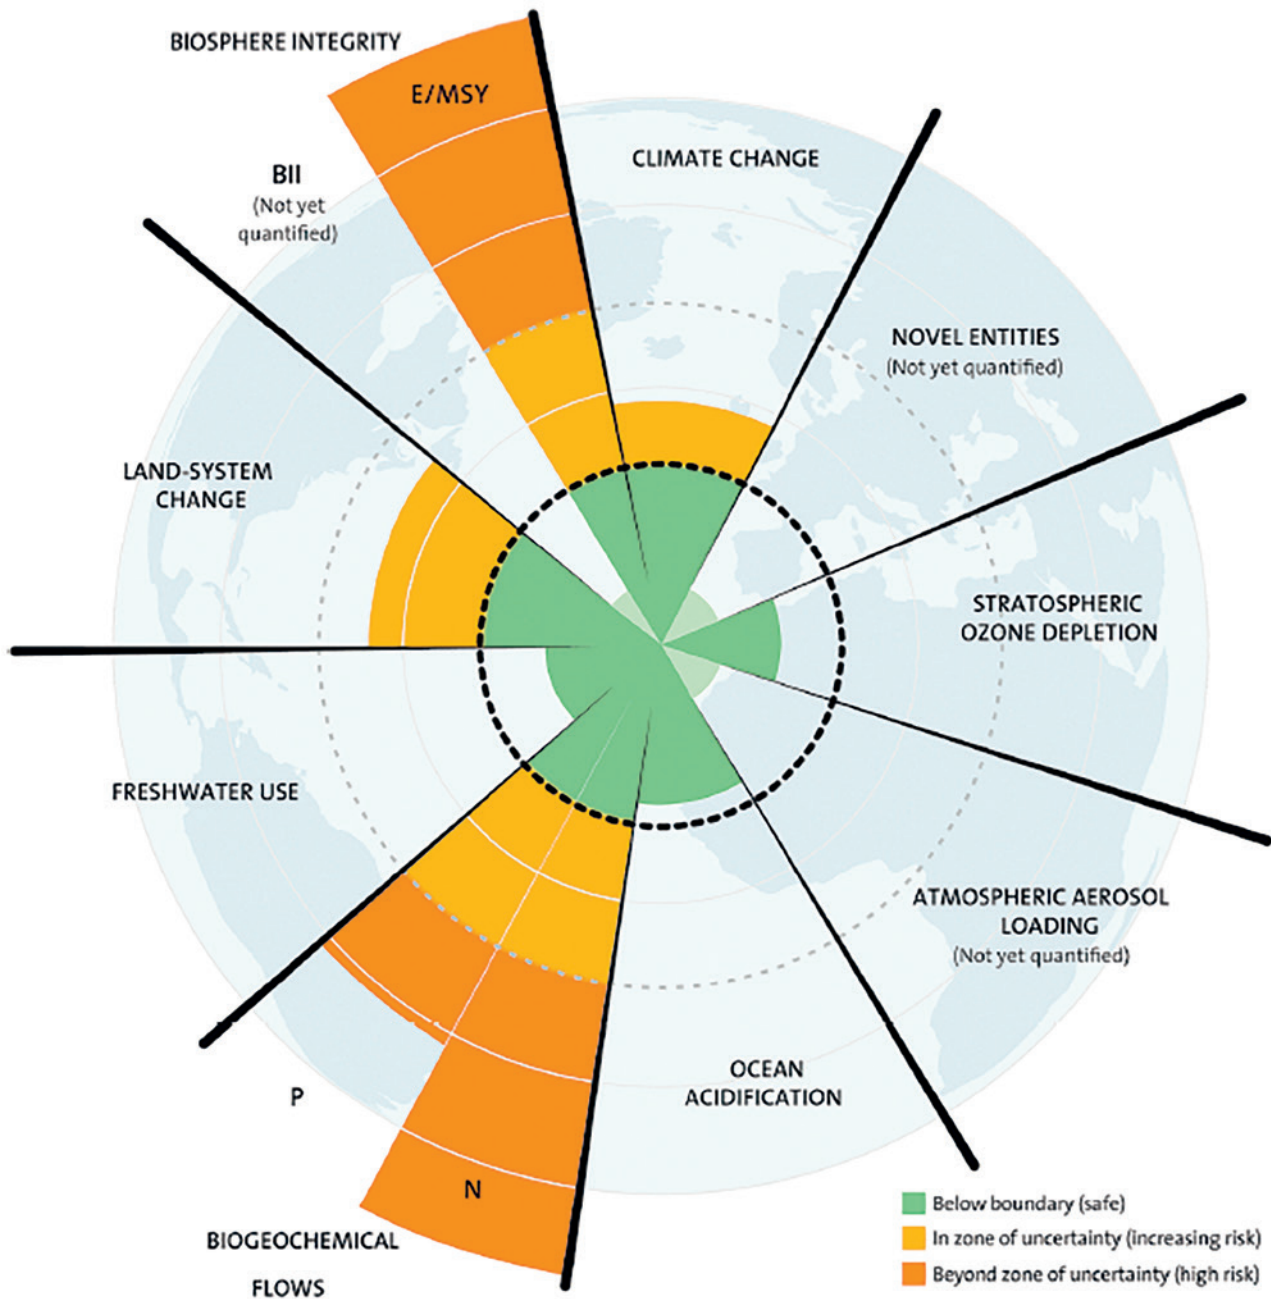 BIOSPHERE INTEGRITY
E/MSY
BII
(Not yet
quantified)
CLIMATE CHANGE
NOVEL ENTITIES
(Not yet quantified)
LAND-SYSTEM
CHANGE
STRATOSPHERIC
OZONE DEPLETION
FRESHWATER USE
ATMOSPHERIC AEROSOL
LOADING
(Not yet quantified)
P
OCEAN
ACIDIFICATION
N
BIOGEOCHEMICAL
FLOWS
Below boundary (safe)
In zone of uncertainty (increasing risk)
Beyond zone of uncertainty (high risk)